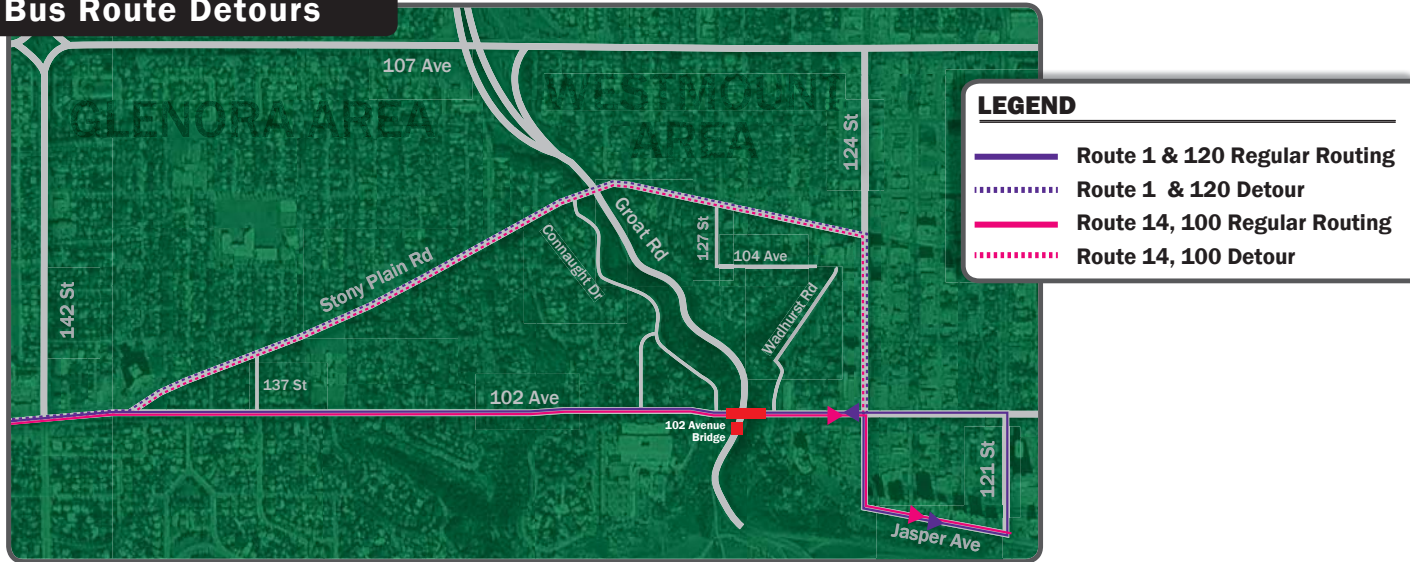 Bus Route Detours
107 Ave
GLENORA AREA
WESTMOUNT
AREA
124 St
142 St
Stony Plain Rd
Connaught Dr
Groat Rd
127 St
104 Ave
Wadhurst Rd
137 St
102 Ave
102 Avenue
Bridge
121 St
Jasper Ave
LEGEND
Route 1 & 120 Regular Routing
Route 1 & 120 Detour
Route 14, 100 Regular Routing
Route 14, 100 Detour